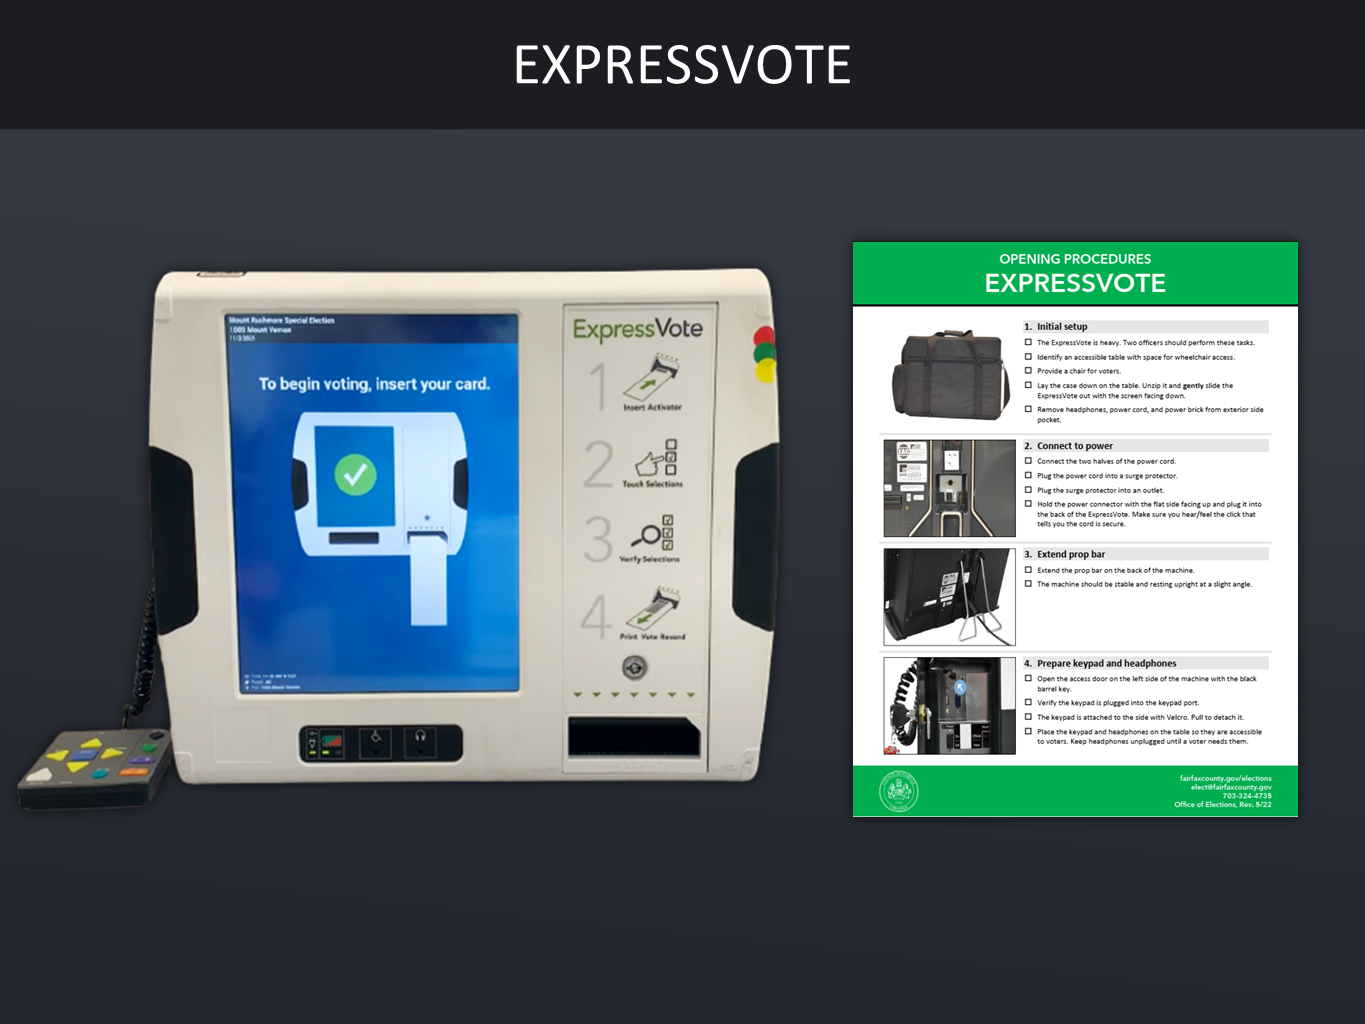 EXPRESSVOTE
Mount Rushmore Special Election
1000 Mount Vernon
11/2/2021
To begin voting, insert your card.
ExpressVote
1
Insert Activator
2
Touch Selections
3
Verify Selections
4
Print Vote Record
OPENING PROCEDURES
EXPRESSVOTE
1. Initial setup
The ExpressVote is heavy. Two officers should perform these tasks.
Identify an accessible table with space for wheelchair access.
Provide a chair for voters.
Lay the case down on the table. Unzip it and gently slide the
ExpressVote out with the screen facing down.
Remove headphones, power cord, and power brick from exterior side
pocket.
2. Connect to power
Connect the two halves of the power cord.
Plug the power cord into a surge protector.
Plug the surge protector into an outlet.
Hold the power connector with the flat side facing up and plug it into
the back of the ExpressVote. Make sure you hear/feel the click that
tells you the cord is secure.
3. Extend prop bar
Extend the prop bar on the back of the machine.
The machine should be stable and resting upright at a slight angle.
4. Prepare keypad and headphones
Open the access door on the left side of the machine with the black
barrel key.
Verify the keypad is plugged into the keypad port.
The keypad is attached to the side with Velcro. Pull to detach it.
Place the keypad and headphones on the table so they are accessible
to voters. Keep headphones unplugged until a voter needs them.
fairfaxcounty.gov/elections
elect@fairfaxcounty.gov
703-324-4735
Office of Elections, Rev. 5/22